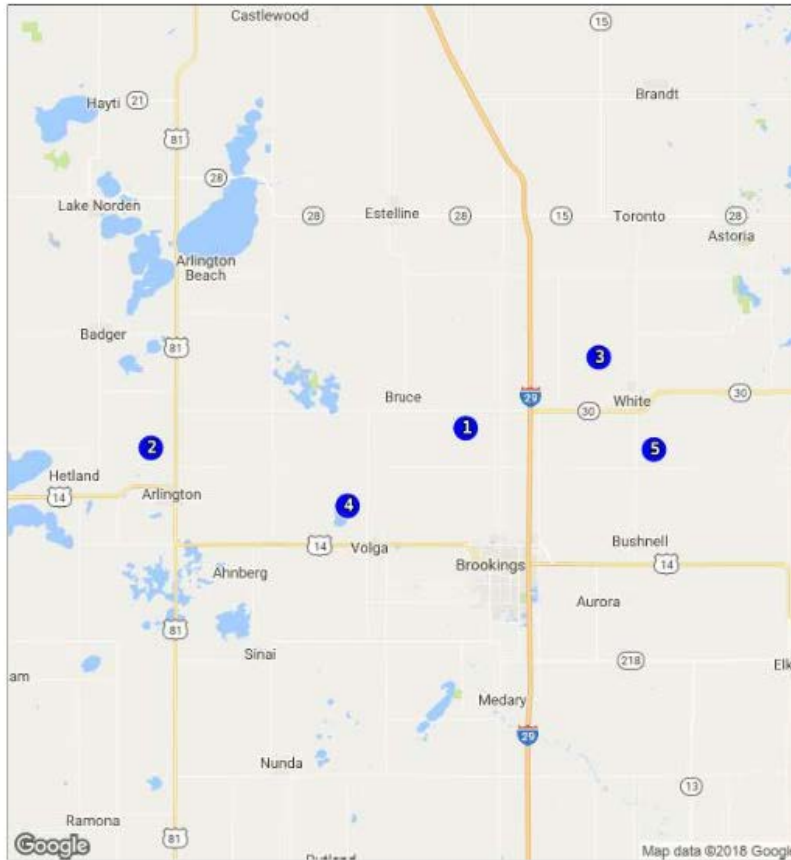 Castlewood
15
Brandt
Hayti
21
81
28
Lake Norden
Estelline
28
28
15
Toronto
28
Astoria
Arlington
Beach
Badger
81
3
Bruce
29
White
30
30
1
2
5
Hetland
14
Arlington
4
14
Volga
Bushnell
14
Brookings
Ahnberg
Aurora
81
Sinai
218
Elk
am
Medary
29
Nunda
13
Ramona
81
Rutland
Google
Map data ©2018 Google